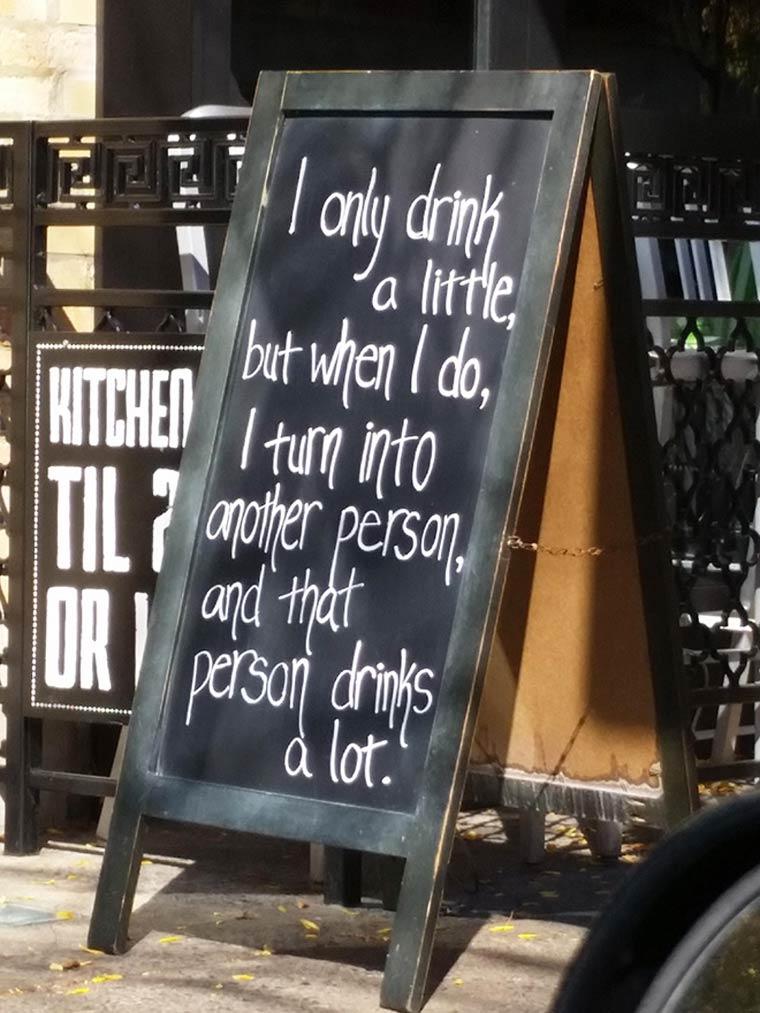 I only drink
a little,
but when I do,
I turn into
another person,
and that
person drinks
a lot.
KITCHEN
TIL
OR